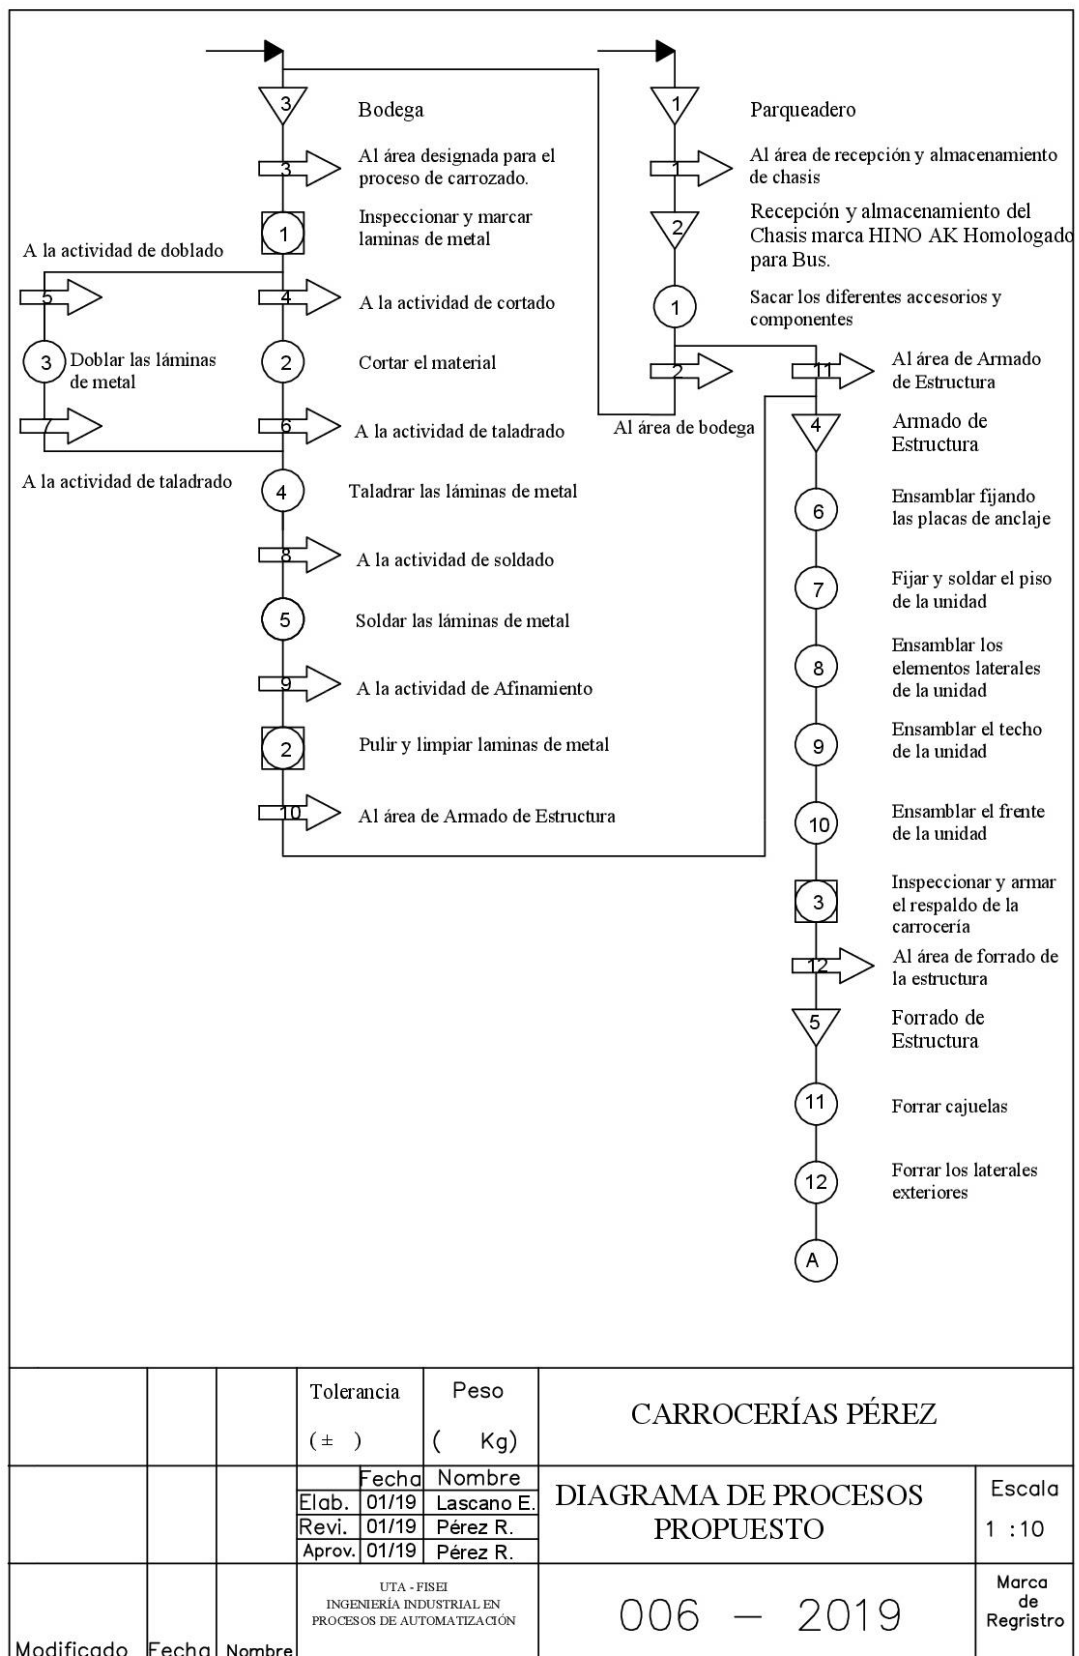 3
Bodega
3
Al área designada para el
proceso de carrozado.
1
Inspeccionar y marcar
laminas de metal
A la actividad de doblado
5
4
A la actividad de cortado
3
Doblar las láminas
de metal
2
Cortar el material
7
6
A la actividad de taladrado
A la actividad de taladrado
4
Taladrar las láminas de metal
8
A la actividad de soldado
5
Soldar las láminas de metal
9
A la actividad de Afinamiento
2
Pulir y limpiar laminas de metal
10
Al área de Armado de Estructura
1
Parqueadero
1
Al área de recepción y almacenamiento
de chasis
2
Recepción y almacenamiento del
Chasis marca HINO AK Homologado
para Bus.
1
Sacar los diferentes accesorios y
componentes
2
Al área de bodega
11
Al área de Armado
de Estructura
4
Armado de
Estructura
6
Ensamblar fijando
las placas de anclaje
7
Fijar y soldar el piso
de la unidad
8
Ensamblar los
elementos laterales
de la unidad
9
Ensamblar el techo
de la unidad
10
Ensamblar el frente
de la unidad
3
Inspeccionar y armar
el respaldo de la
carrocería
12
Al área de forrado de
la estructura
5
Forrado de
Estructura
11
Forrar cajuelas
12
Forrar los laterales
exteriores
A
Tolerancia
(± )
Peso
( Kg)
CARROCERÍAS PÉREZ
Fecha Nombre
Elab. 01/19 Lascano E.
Revi. 01/19 Pérez R.
Aprov. 01/19 Pérez R.
DIAGRAMA DE PROCESOS
PROPUESTO
Escala
1 :10
UTA - FISEI
INGENIERÍA INDUSTRIAL EN
PROCESOS DE AUTOMATIZACIÓN
006 – 2019
Marca
de
Regristro
Modificado Fecha Nombre